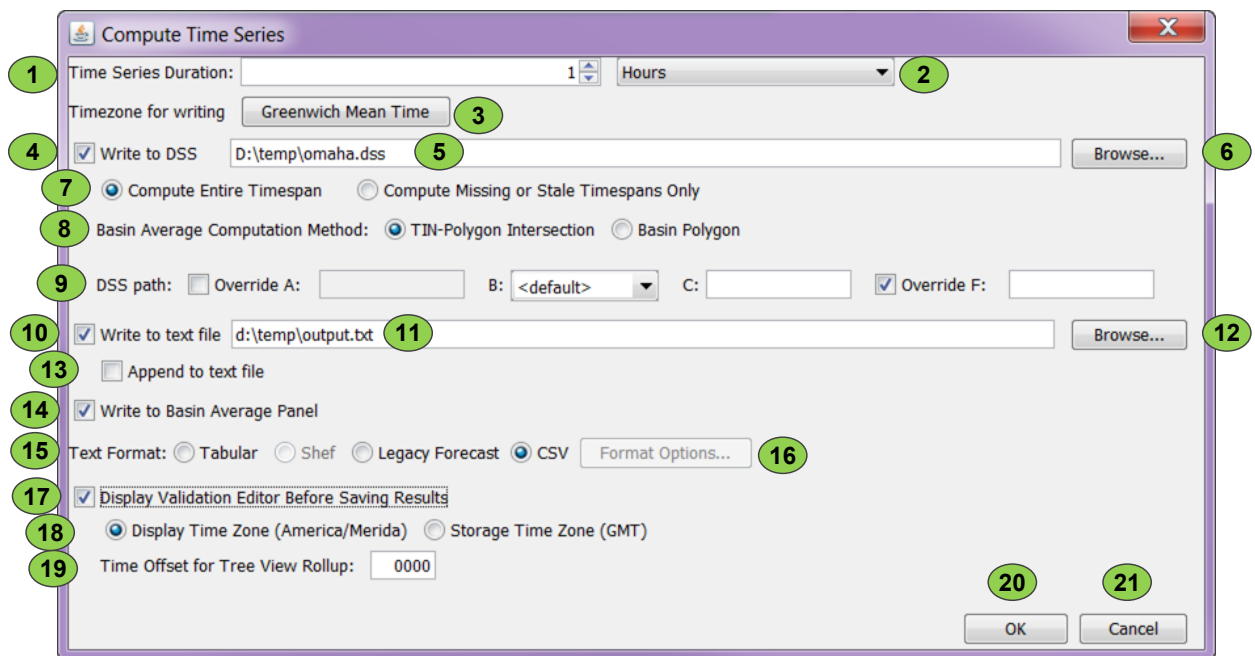 Compute Time Series
1 Time Series Duration: 1 Hours 2
Timezone for writing Greenwich Mean Time 3
4 Write to DSS D:\temp\omaha.dss 5 Browse... 6
7 Compute Entire Timespan Compute Missing or Stale Timespans Only
8 Basin Average Computation Method: TIN-Polygon Intersection Basin Polygon
9 DSS path: Override A: B: <default> C: Override F:
10 Write to text file d:\temp\output.txt 11 Browse... 12
13 Append to text file
14 Write to Basin Average Panel
15 Text Format: Tabular Shef Legacy Forecast CSV Format Options... 16
17 Display Validation Editor Before Saving Results
18 Display Time Zone (America/Merida) Storage Time Zone (GMT)
19 Time Offset for Tree View Rollup: 0000
20 21
OK Cancel